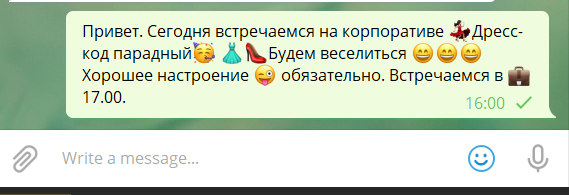 Привет. Сегодня встречаемся на корпоративе 💃Дресс-
код парадный🥳 👗👠Будем веселиться 😄😄😄
Хорошее настроение 😜 обязательно. Встречаемся в 💼
17.00.
16:00
Write a message...